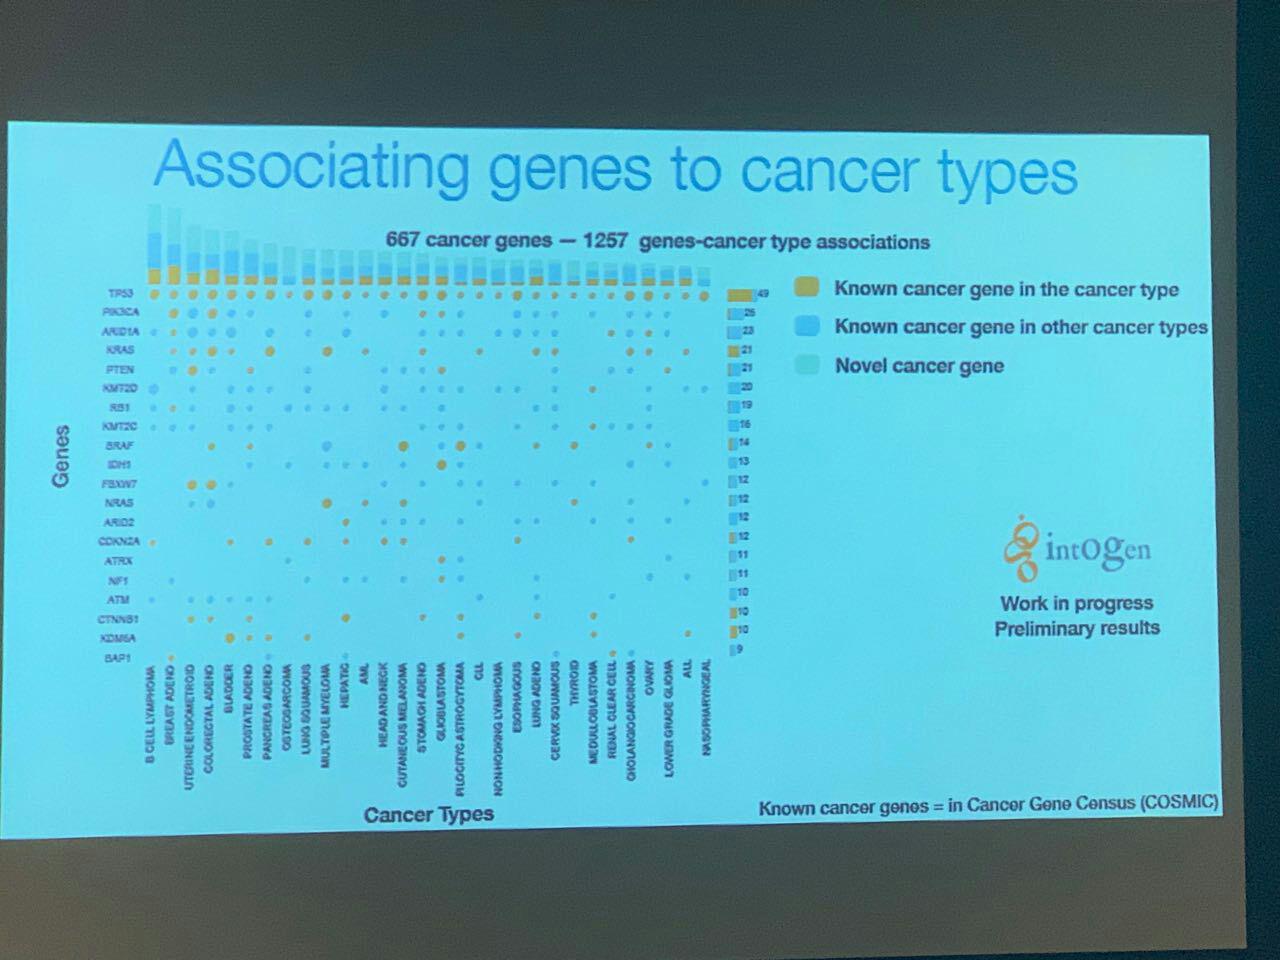 Associating genes to cancer types
667 cancer genes — 1257 genes-cancer type associations
Known cancer gene in the cancer type
Known cancer gene in other cancer types
Novel cancer gene
Genes
TP53 49
PIK3CA
ARID1A 23
KRAS 21
PTEN 21
KMT2D 20
RB1 19
KMT2C 16
BRAF 14
IDH1 13
FBXW7 12
NRAS 12
ARID2 12
CDKN2A 12
ATRX 11
NF1 11
ATM 10
CTNNB1 10
KDM6A 10
BAP1 9
B CELL LYMPHOMA
BREAST ADENO
UTERINE ENDOMETROID
COLORECTAL ADENO
BLADDER
PROSTATE ADENO
PANCREAS ADENO
OSTEOSARCOMA
LUNG SQUAMOUS
MULTIPLE MYELOMA
HEPATIC
AML
HEAD AND NECK
CUTANEOUS MELANOMA
STOMACH ADENO
GLIOBLASTOMA
PILOCITYC ASTROCYTOMA
CLL
NON HODKING LYMPHOMA
ESOPHAGOUS
LUNG ADENO
CERVIX SQUAMOUS
THYROID
MEDULLOBLASTOMA
RENAL CLEAR CELL
CHOLANGIOCARCINOMA
OVARY
LOWER GRADE GLIOMA
ALL
NASOPHARYNGEAL
Cancer Types
intOGen
Work in progress
Preliminary results
Known cancer genes = in Cancer Gene Census (COSMIC)